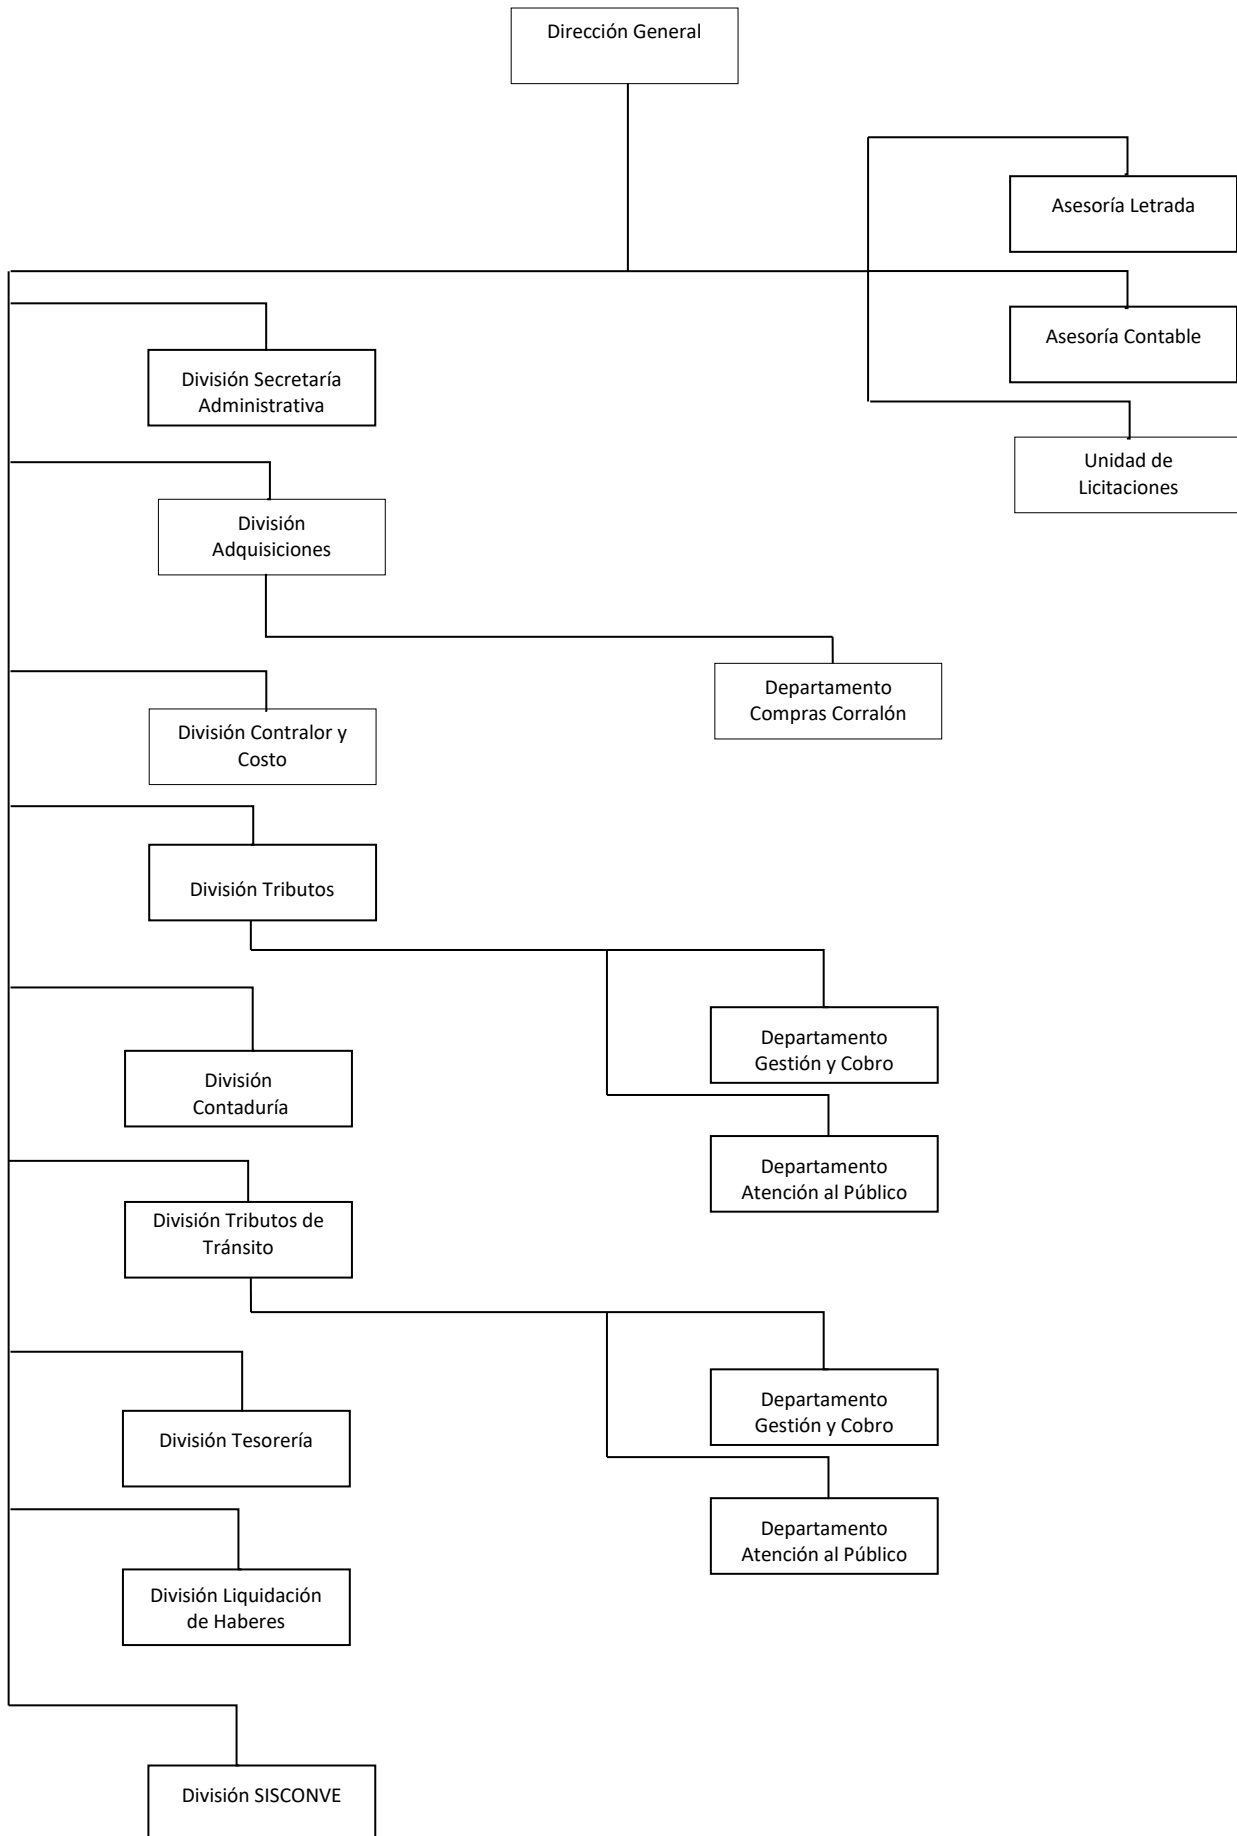 Dirección General
Asesoría Letrada
Asesoría Contable
División Secretaría
Administrativa
Unidad de
Licitaciones
División
Adquisiciones
Departamento
Compras Corralón
División Contralor y
Costo
División Tributos
Departamento
Gestión y Cobro
División
Contaduría
Departamento
Atención al Público
División Tributos de
Tránsito
Departamento
Gestión y Cobro
División Tesorería
Departamento
Atención al Público
División Liquidación
de Haberes
División SISCONVE